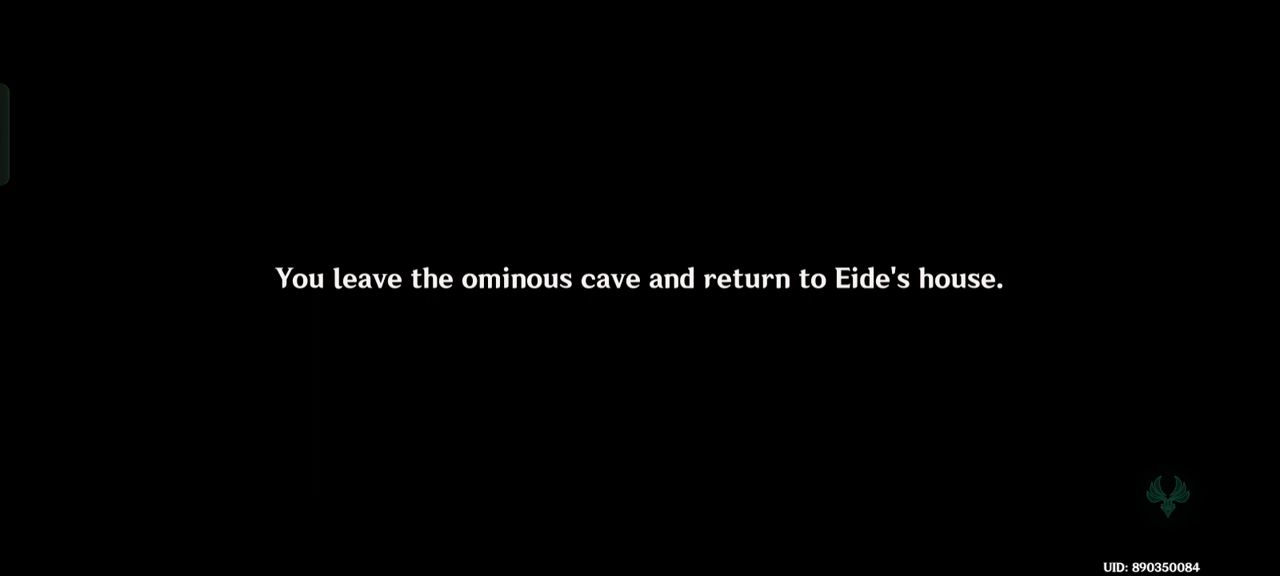 You leave the ominous cave and return to Eide's house.
UID: 890350084